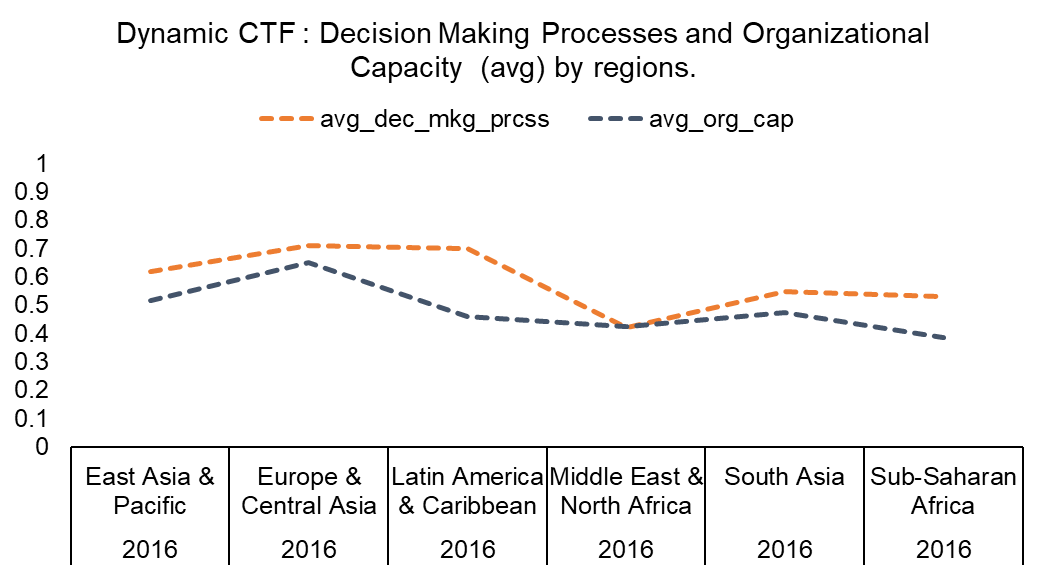 Dynamic CTF : Decision Making Processes and Organizational
Capacity (avg) by regions.
avg_dec_mkg_prcss avg_org_cap
1
0.9
0.8
0.7
0.6
0.5
0.4
0.3
0.2
0.1
0
East Asia & Europe & Latin America Middle East & South Asia Sub-Saharan
Pacific Central Asia & Caribbean North Africa Africa
2016 2016 2016 2016 2016 2016